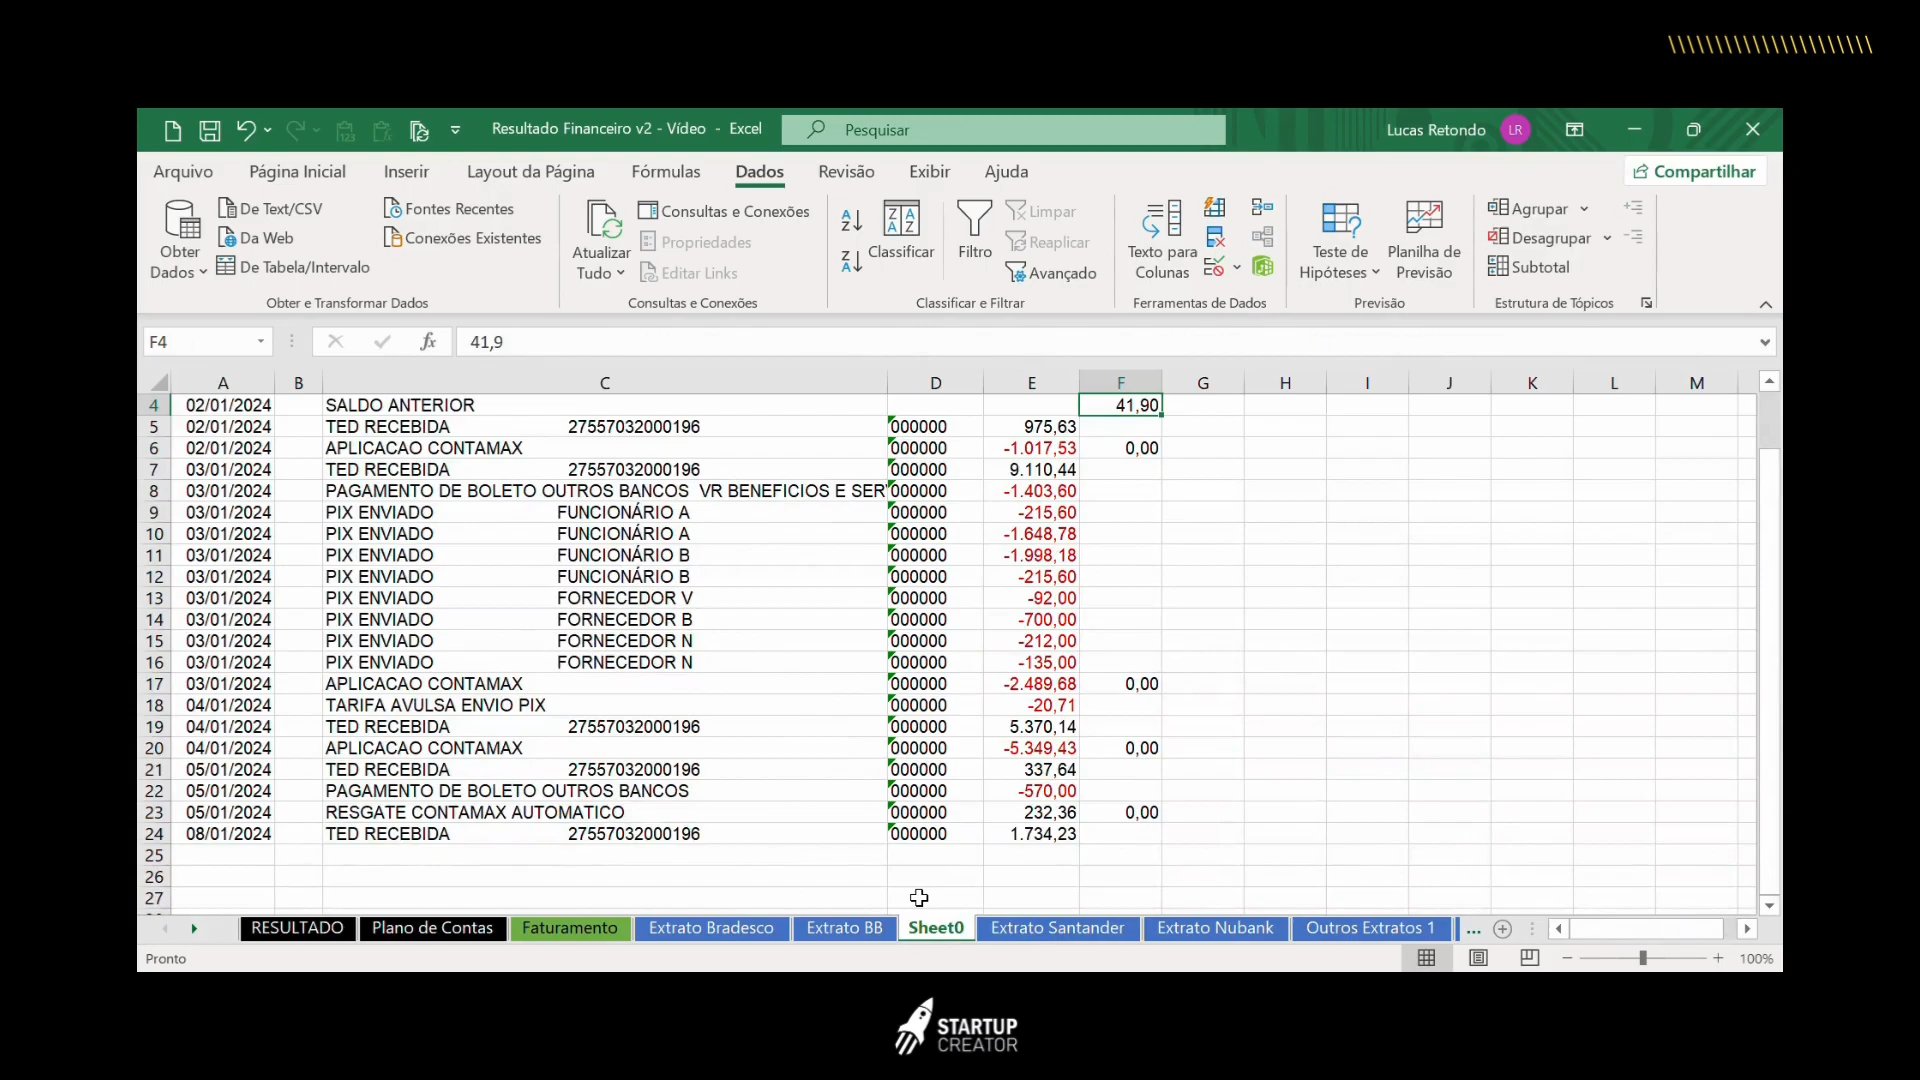 Resultado Financeiro v2 - Vídeo - Excel
Pesquisar
Lucas Retondo LR
Arquivo Página Inicial Inserir Layout da Página Fórmulas Dados Revisão Exibir Ajuda Compartilhar
Obter Dados
De Text/CSV
Da Web
De Tabela/Intervalo
Fontes Recentes
Conexões Existentes
Obter e Transformar Dados
Atualizar Tudo
Consultas e Conexões
Propriedades
Editar Links
Consultas e Conexões
Classificar
Filtro
Limpar
Reaplicar
Avançado
Classificar e Filtrar
Texto para Colunas
Ferramentas de Dados
Teste de Hipóteses
Planilha de Previsão
Previsão
Agrupar
Desagrupar
Subtotal
Estrutura de Tópicos
F4 fx 41,9
A B C D E F G H I J K L M
4 02/01/2024 SALDO ANTERIOR 41,90
5 02/01/2024 TED RECEBIDA 27557032000196 000000 975,63
6 02/01/2024 APLICACAO CONTAMAX 000000 -1.017,53 0,00
7 03/01/2024 TED RECEBIDA 27557032000196 000000 9.110,44
8 03/01/2024 PAGAMENTO DE BOLETO OUTROS BANCOS VR BENEFICIOS E SER 000000 -1.403,60
9 03/01/2024 PIX ENVIADO FUNCIONÁRIO A 000000 -215,60
10 03/01/2024 PIX ENVIADO FUNCIONÁRIO A 000000 -1.648,78
11 03/01/2024 PIX ENVIADO FUNCIONÁRIO B 000000 -1.998,18
12 03/01/2024 PIX ENVIADO FUNCIONÁRIO B 000000 -215,60
13 03/01/2024 PIX ENVIADO FORNECEDOR V 000000 -92,00
14 03/01/2024 PIX ENVIADO FORNECEDOR B 000000 -700,00
15 03/01/2024 PIX ENVIADO FORNECEDOR N 000000 -212,00
16 03/01/2024 PIX ENVIADO FORNECEDOR N 000000 -135,00
17 03/01/2024 APLICACAO CONTAMAX 000000 -2.489,68 0,00
18 04/01/2024 TARIFA AVULSA ENVIO PIX 000000 -20,71
19 04/01/2024 TED RECEBIDA 27557032000196 000000 5.370,14
20 04/01/2024 APLICACAO CONTAMAX 000000 -5.349,43 0,00
21 05/01/2024 TED RECEBIDA 27557032000196 000000 337,64
22 05/01/2024 PAGAMENTO DE BOLETO OUTROS BANCOS 000000 -570,00
23 05/01/2024 RESGATE CONTAMAX AUTOMATICO 000000 232,36 0,00
24 08/01/2024 TED RECEBIDA 27557032000196 000000 1.734,23
25
26
27
RESULTADO Plano de Contas Faturamento Extrato Bradesco Extrato BB Sheet0 Extrato Santander Extrato Nubank Outros Extratos 1 ...
Pronto 100%
STARTUP
CREATOR